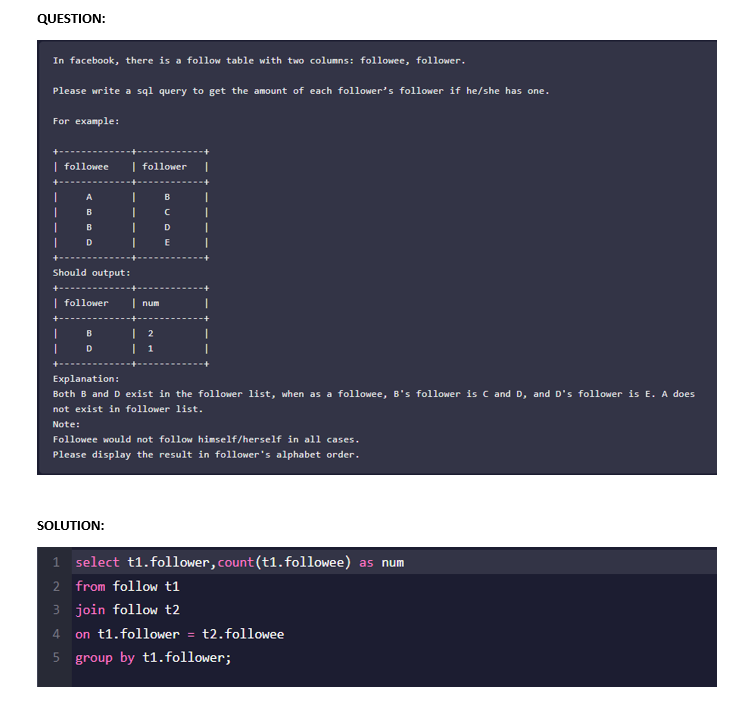 QUESTION:
In facebook, there is a follow table with two columns: followee, follower.
Please write a sql query to get the amount of each follower's follower if he/she has one.
For example:
+-------------+------------+
| followee | follower |
+-------------+------------+
| A | B |
| B | C |
| B | D |
| D | E |
+-------------+------------+
Should output:
+-------------+------------+
| follower | num |
+-------------+------------+
| B | 2 |
| D | 1 |
+-------------+------------+
Explanation:
Both B and D exist in the follower list, when as a followee, B's follower is C and D, and D's follower is E. A does
not exist in follower list.
Note:
Followee would not follow himself/herself in all cases.
Please display the result in follower's alphabet order.
SOLUTION:
1 select t1.follower,count(t1.followee) as num
2 from follow t1
3 join follow t2
4 on t1.follower = t2.followee
5 group by t1.follower;